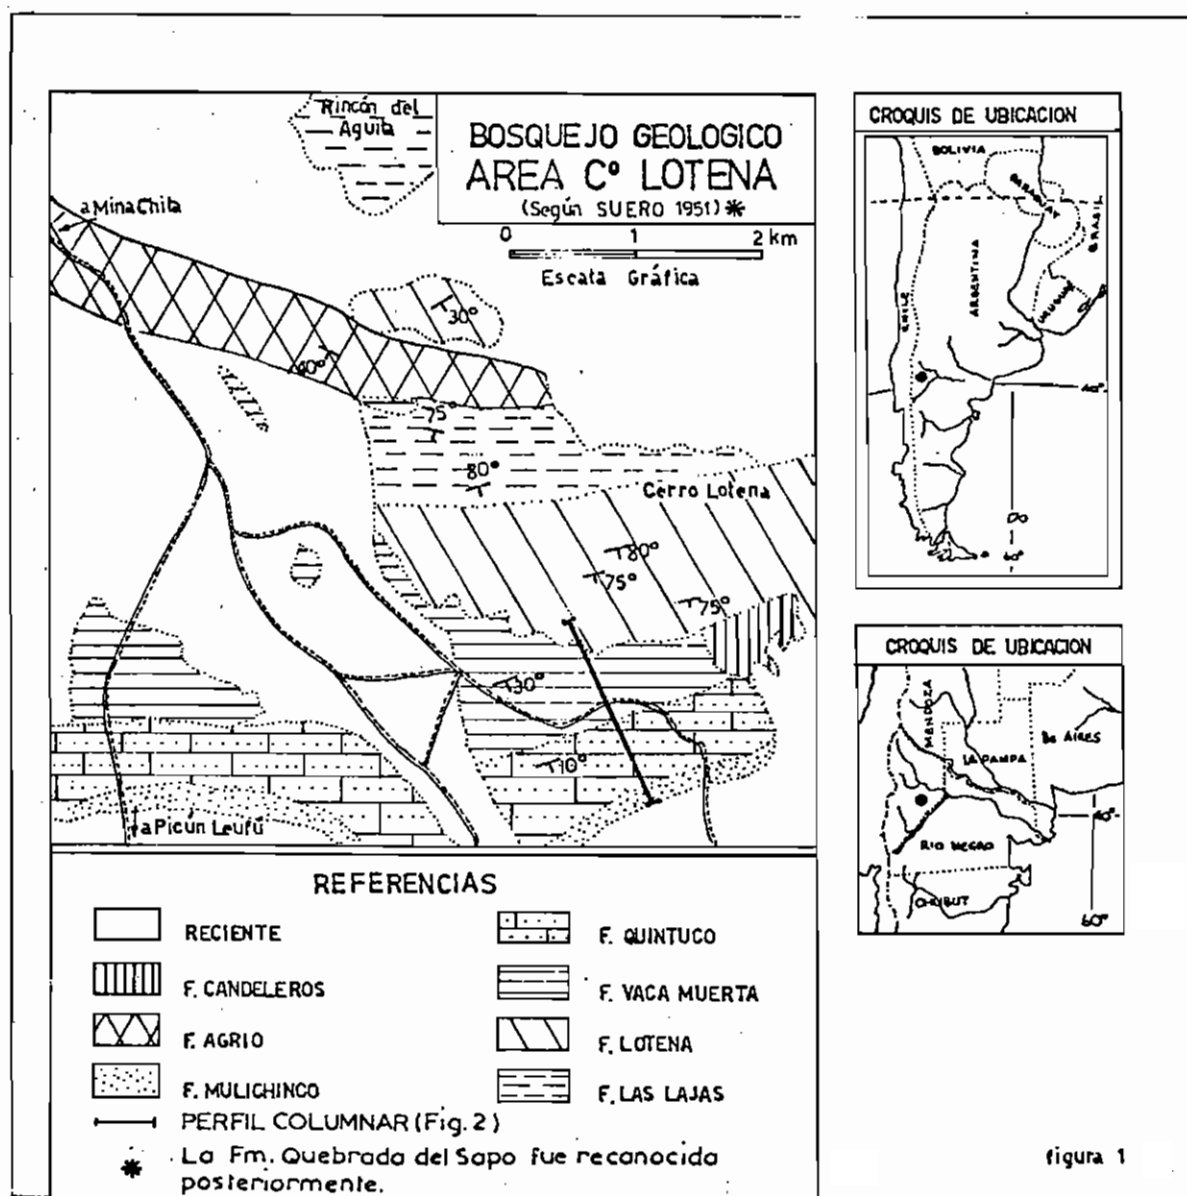 Rincón del
Aguila
BOSQUEJO GEOLOGICO
AREA Cº LOTENA
(Según SUERO 1951) *
0 1 2 km
Escala Gráfica
a Mina Chila
30°
60°
75°
80°
Cerro Lotena
80°
75°
75°
30°
10°
a Picún Leufú
REFERENCIAS
RECIENTE
F. CANDELEROS
F. AGRIO
F. MULICHINCO
F. QUINTUCO
F. VACA MUERTA
F. LOTENA
F. LAS LAJAS
PERFIL COLUMNAR (Fig. 2)
* La Fm. Quebrada del Sapo fue reconocida
posteriormente.
CROQUIS DE UBICACION
BOLIVIA
PARAGUAY
BRASIL
ARGENTINA
CHILE
URUGUAY
40°
60°
CROQUIS DE UBICACION
MENDOZA
Bs AIRES
LA PAMPA
40°
RIO NEGRO
CHUBUT
60°
figura 1